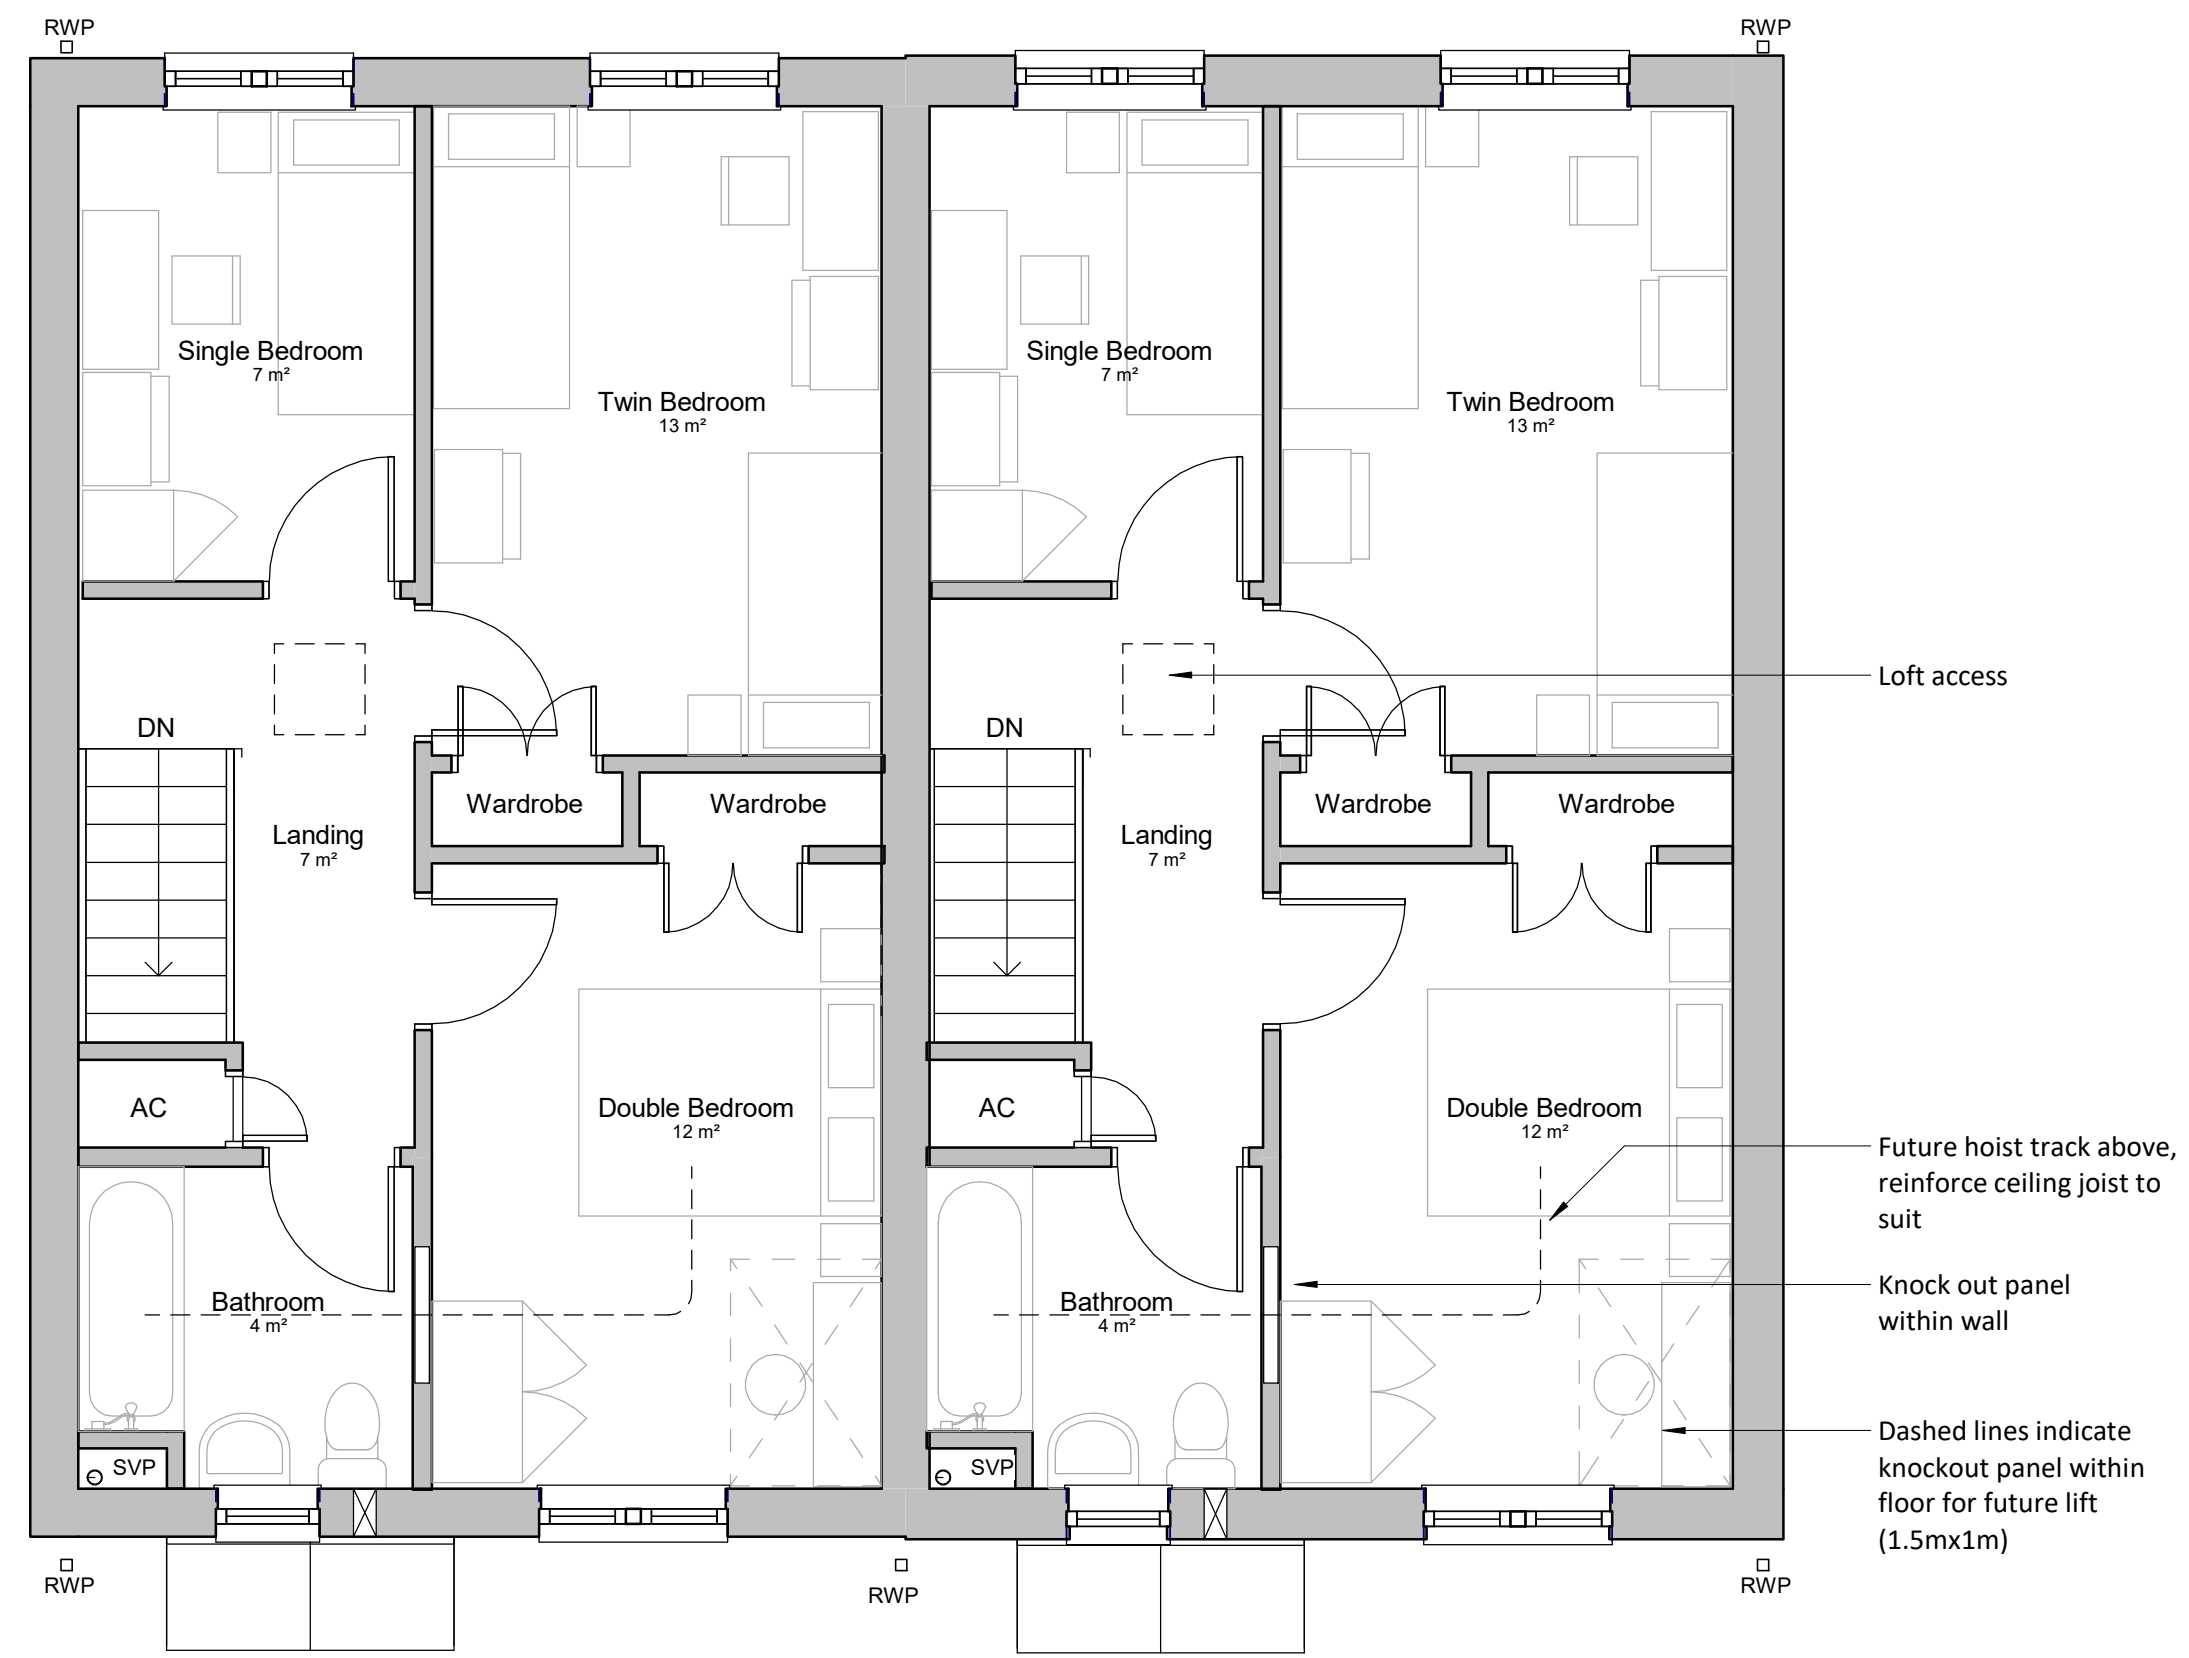 RWP
RWP
Single Bedroom
7 m²
Twin Bedroom
13 m²
Single Bedroom
7 m²
Twin Bedroom
13 m²
Loft access
DN
DN
Wardrobe
Wardrobe
Wardrobe
Wardrobe
Landing
7 m²
Landing
7 m²
AC
Double Bedroom
12 m²
AC
Double Bedroom
12 m²
Future hoist track above,
reinforce ceiling joist to
suit
Bathroom
4 m²
Bathroom
4 m²
Knock out panel
within wall
SVP
SVP
Dashed lines indicate
knockout panel within
floor for future lift
(1.5mx1m)
RWP
RWP
RWP